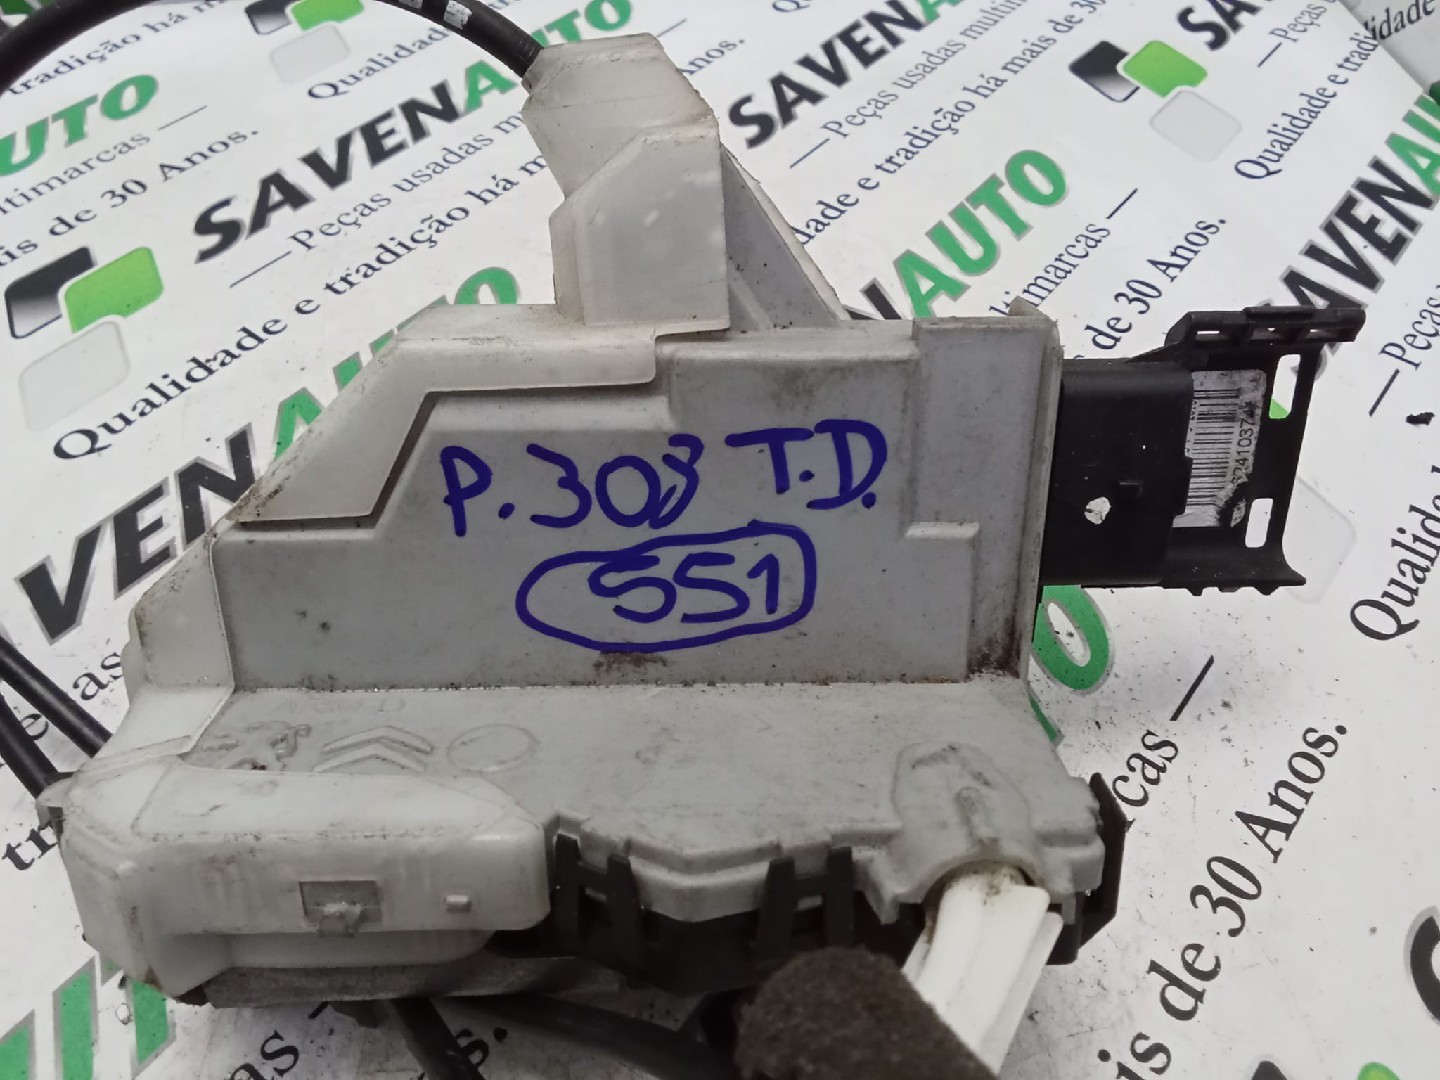 P. 308 T.D.
551
SAVENAUTO
— Peças usadas multimarcas —
Qualidade e tradição há mais de 30 Anos.